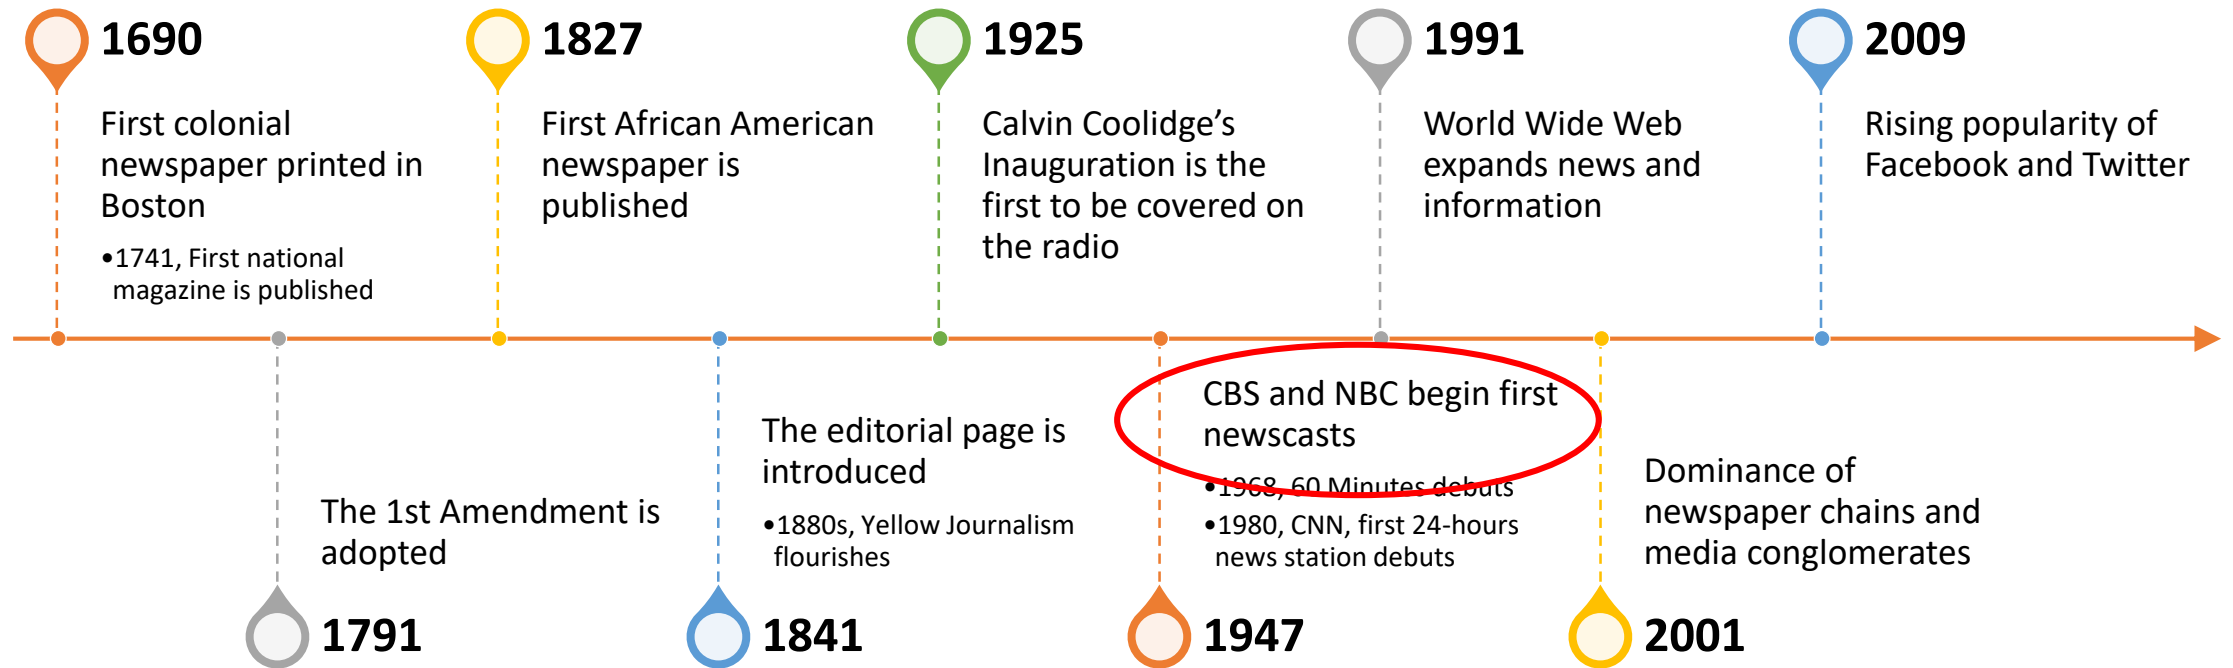 1690
First colonial
newspaper printed in
Boston
•1741, First national
magazine is published
1791
The 1st Amendment is
adopted
1827
First African American
newspaper is
published
1841
The editorial page is
introduced
•1880s, Yellow Journalism
flourishes
1925
Calvin Coolidge’s
Inauguration is the
first to be covered on
the radio
1947
CBS and NBC begin first
newscasts
•1968, 60 Minutes debuts
•1980, CNN, first 24-hours
news station debuts
1991
World Wide Web
expands news and
information
2001
Dominance of
newspaper chains and
media conglomerates
2009
Rising popularity of
Facebook and Twitter